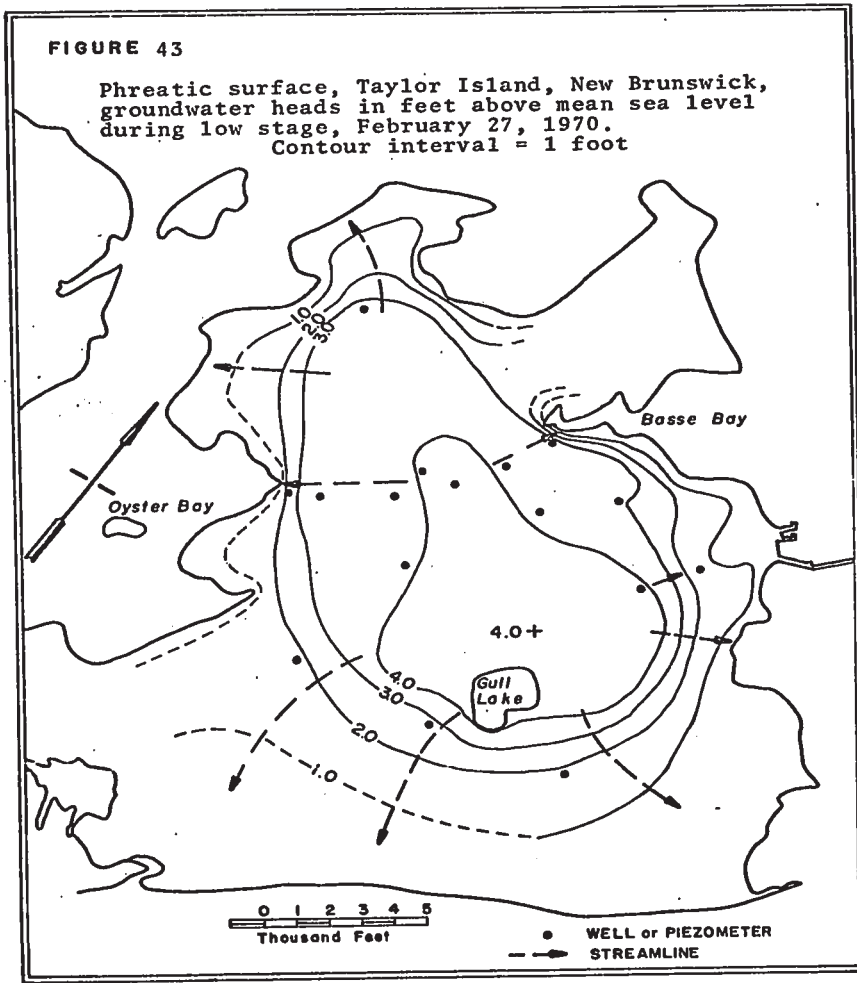 FIGURE 43
Phreatic surface, Taylor Island, New Brunswick,
groundwater heads in feet above mean sea level
during low stage, February 27, 1970.
Contour interval = 1 foot
1.0
2.0
3.0
Basse Bay
Oyster Bay
4.0+
Gull
Lake
4.0
3.0
2.0
1.0
0 1 2 3 4 5
Thousand Feet
WELL or PIEZOMETER
STREAMLINE